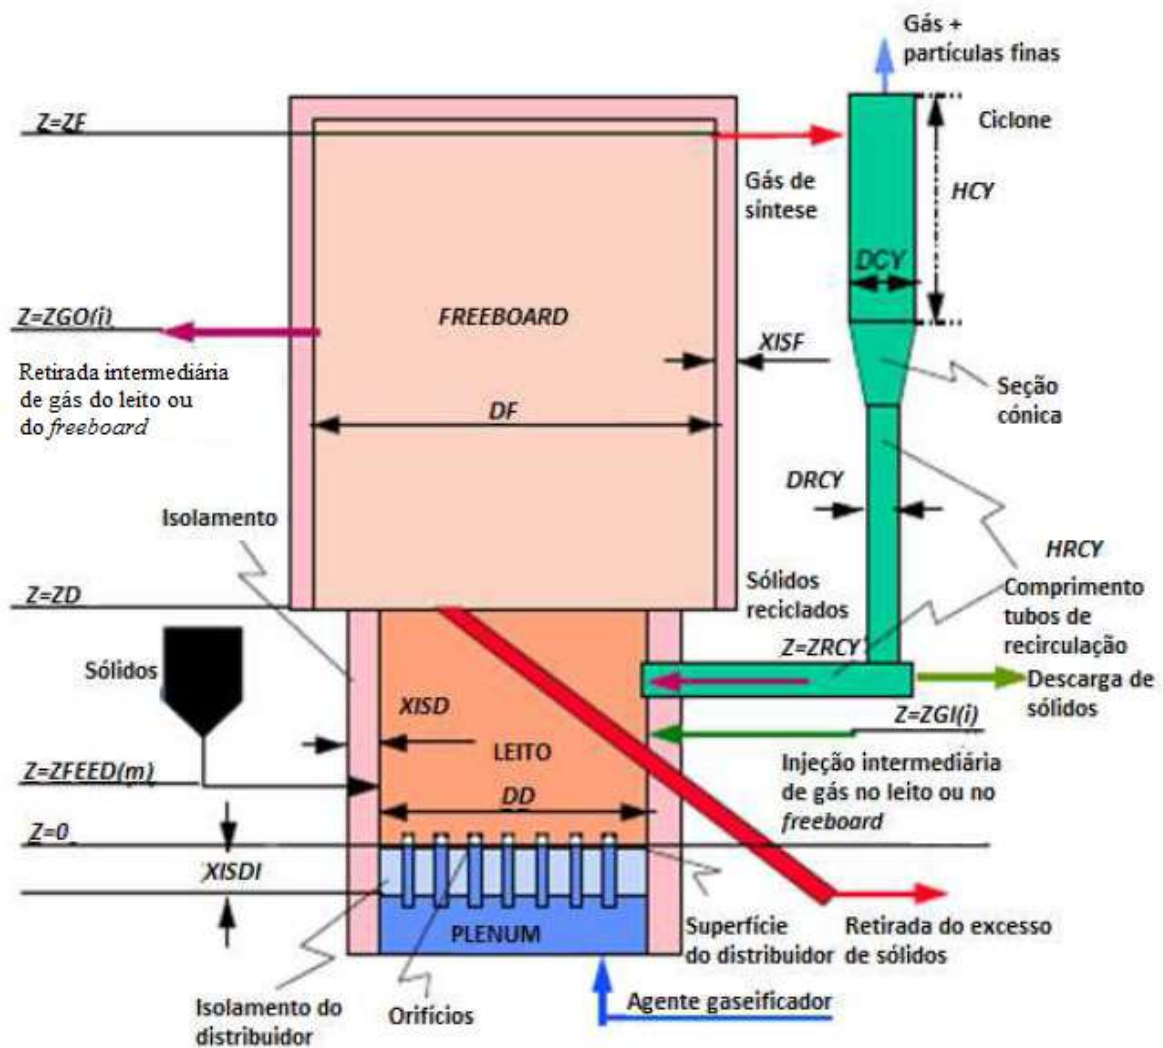 Gás +
partículas finas
Z=ZF
Ciclone
Gás de
síntese
HCY
DCY
Z=ZGO(i)
FREEBOARD
XISF
Retirada intermediária
de gás do leito ou
do freeboard
DF
Seção
cónica
DRCY
Isolamento
HRCY
Z=ZD
Sólidos
reciclados
Comprimento
tubos de
recirculação
Z=ZRCY
Sólidos
Descarga de
sólidos
XISD
Z=ZGI(i)
LEITO
Z=ZFEED(m)
Injeção intermediária
de gás no leito ou no
freeboard
DD
Z=0
XISDI
PLENUM
Superfície
do distribuidor
Retirada do excesso
de sólidos
Isolamento do
distribuidor
Orifícios
Agente gaseificador